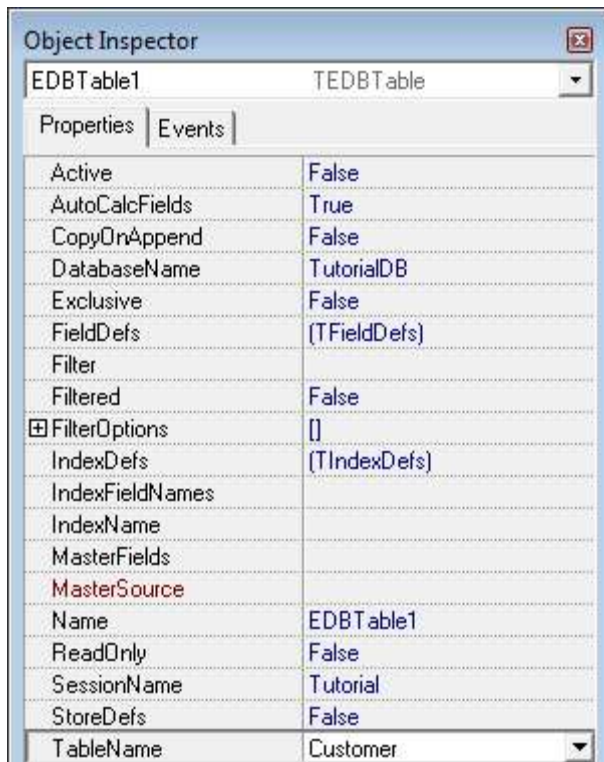 Object Inspector
EDBTable1 TEDBTable
Properties Events
Active False
AutoCalcFields True
CopyOnAppend False
DatabaseName TutorialDB
Exclusive False
FieldDefs (TFieldDefs)
Filter
Filtered False
FilterOptions []
IndexDefs (TIndexDefs)
IndexFieldNames
IndexName
MasterFields
MasterSource
Name EDBTable1
ReadOnly False
SessionName Tutorial
StoreDefs False
TableName Customer